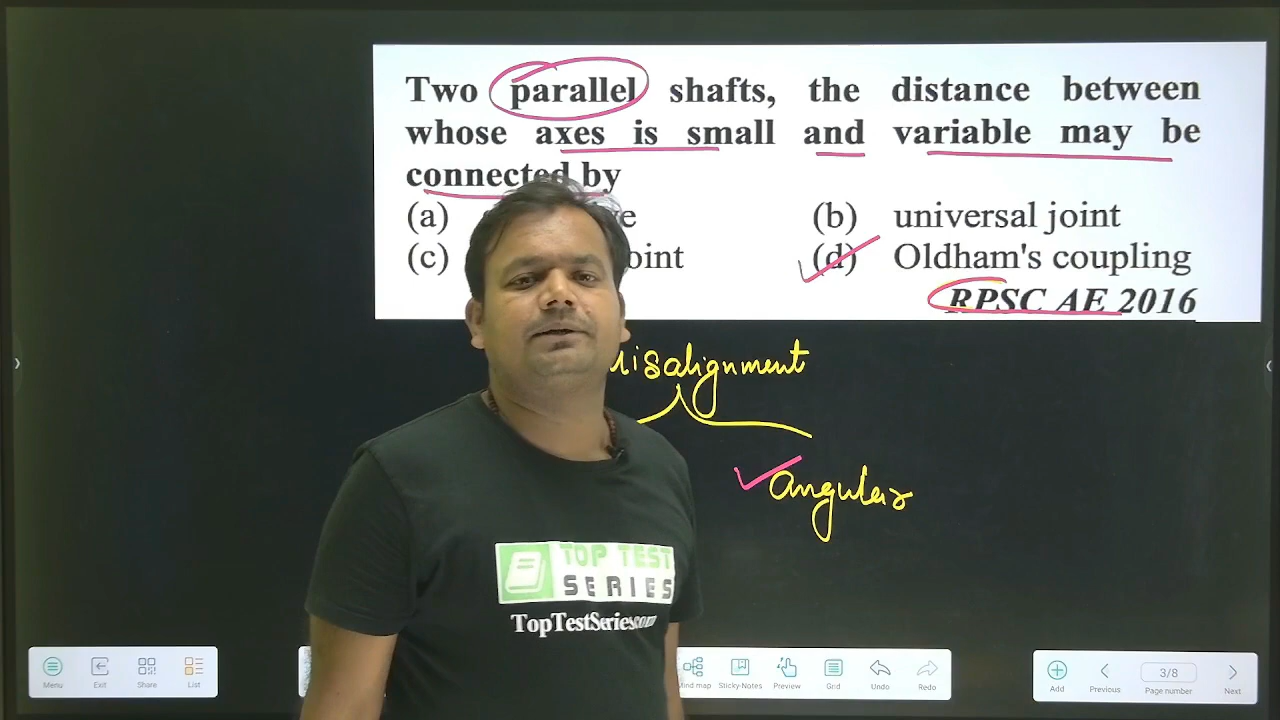 Two parallel shafts, the distance between
whose axes is small and variable may be
connected by
(a)
(b) universal joint
(c)
(d) Oldham's coupling
RPSC AE 2016
angular
TOP TEST
SERIES
TopTestSeries.com
Menu
Exit
Share
List
Mind map
Sticky-Notes
Preview
Grid
Undo
Redo
Add
Previous
3/8
Page number
Next